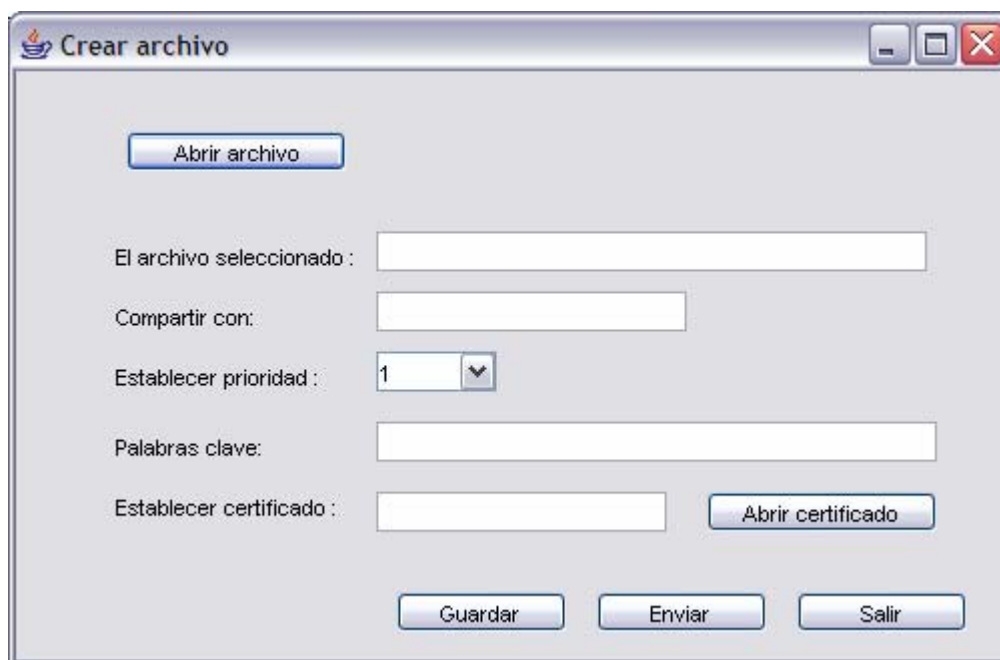 Crear archivo
Abrir archivo
El archivo seleccionado :
Compartir con:
Establecer prioridad : 1
Palabras clave:
Establecer certificado : Abrir certificado
Guardar Enviar Salir